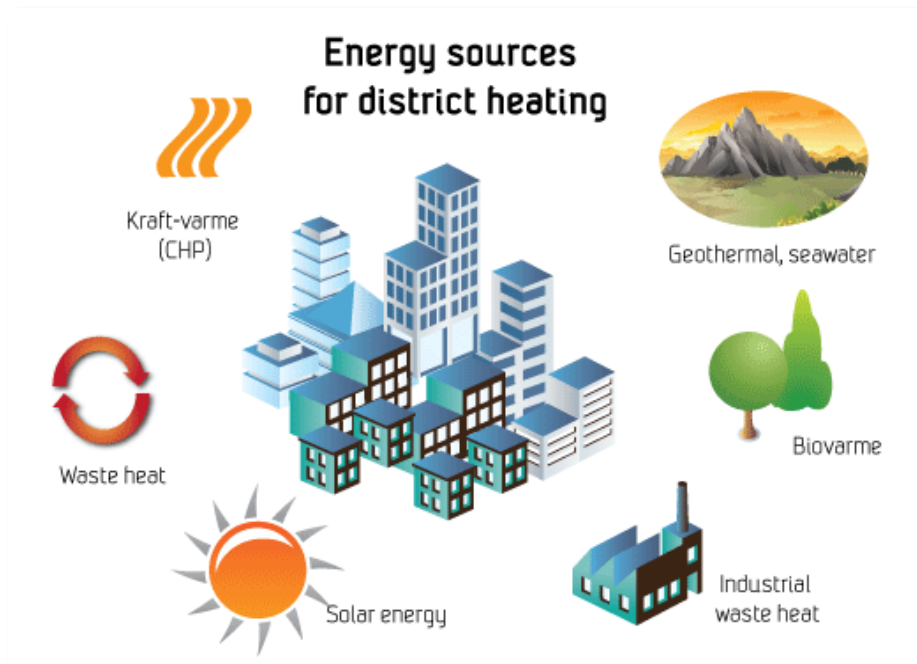 Energy sources
for district heating
Kraft-varme
(CHP)
Geothermal, seawater
Waste heat
Biovarme
Solar energy
Industrial
waste heat